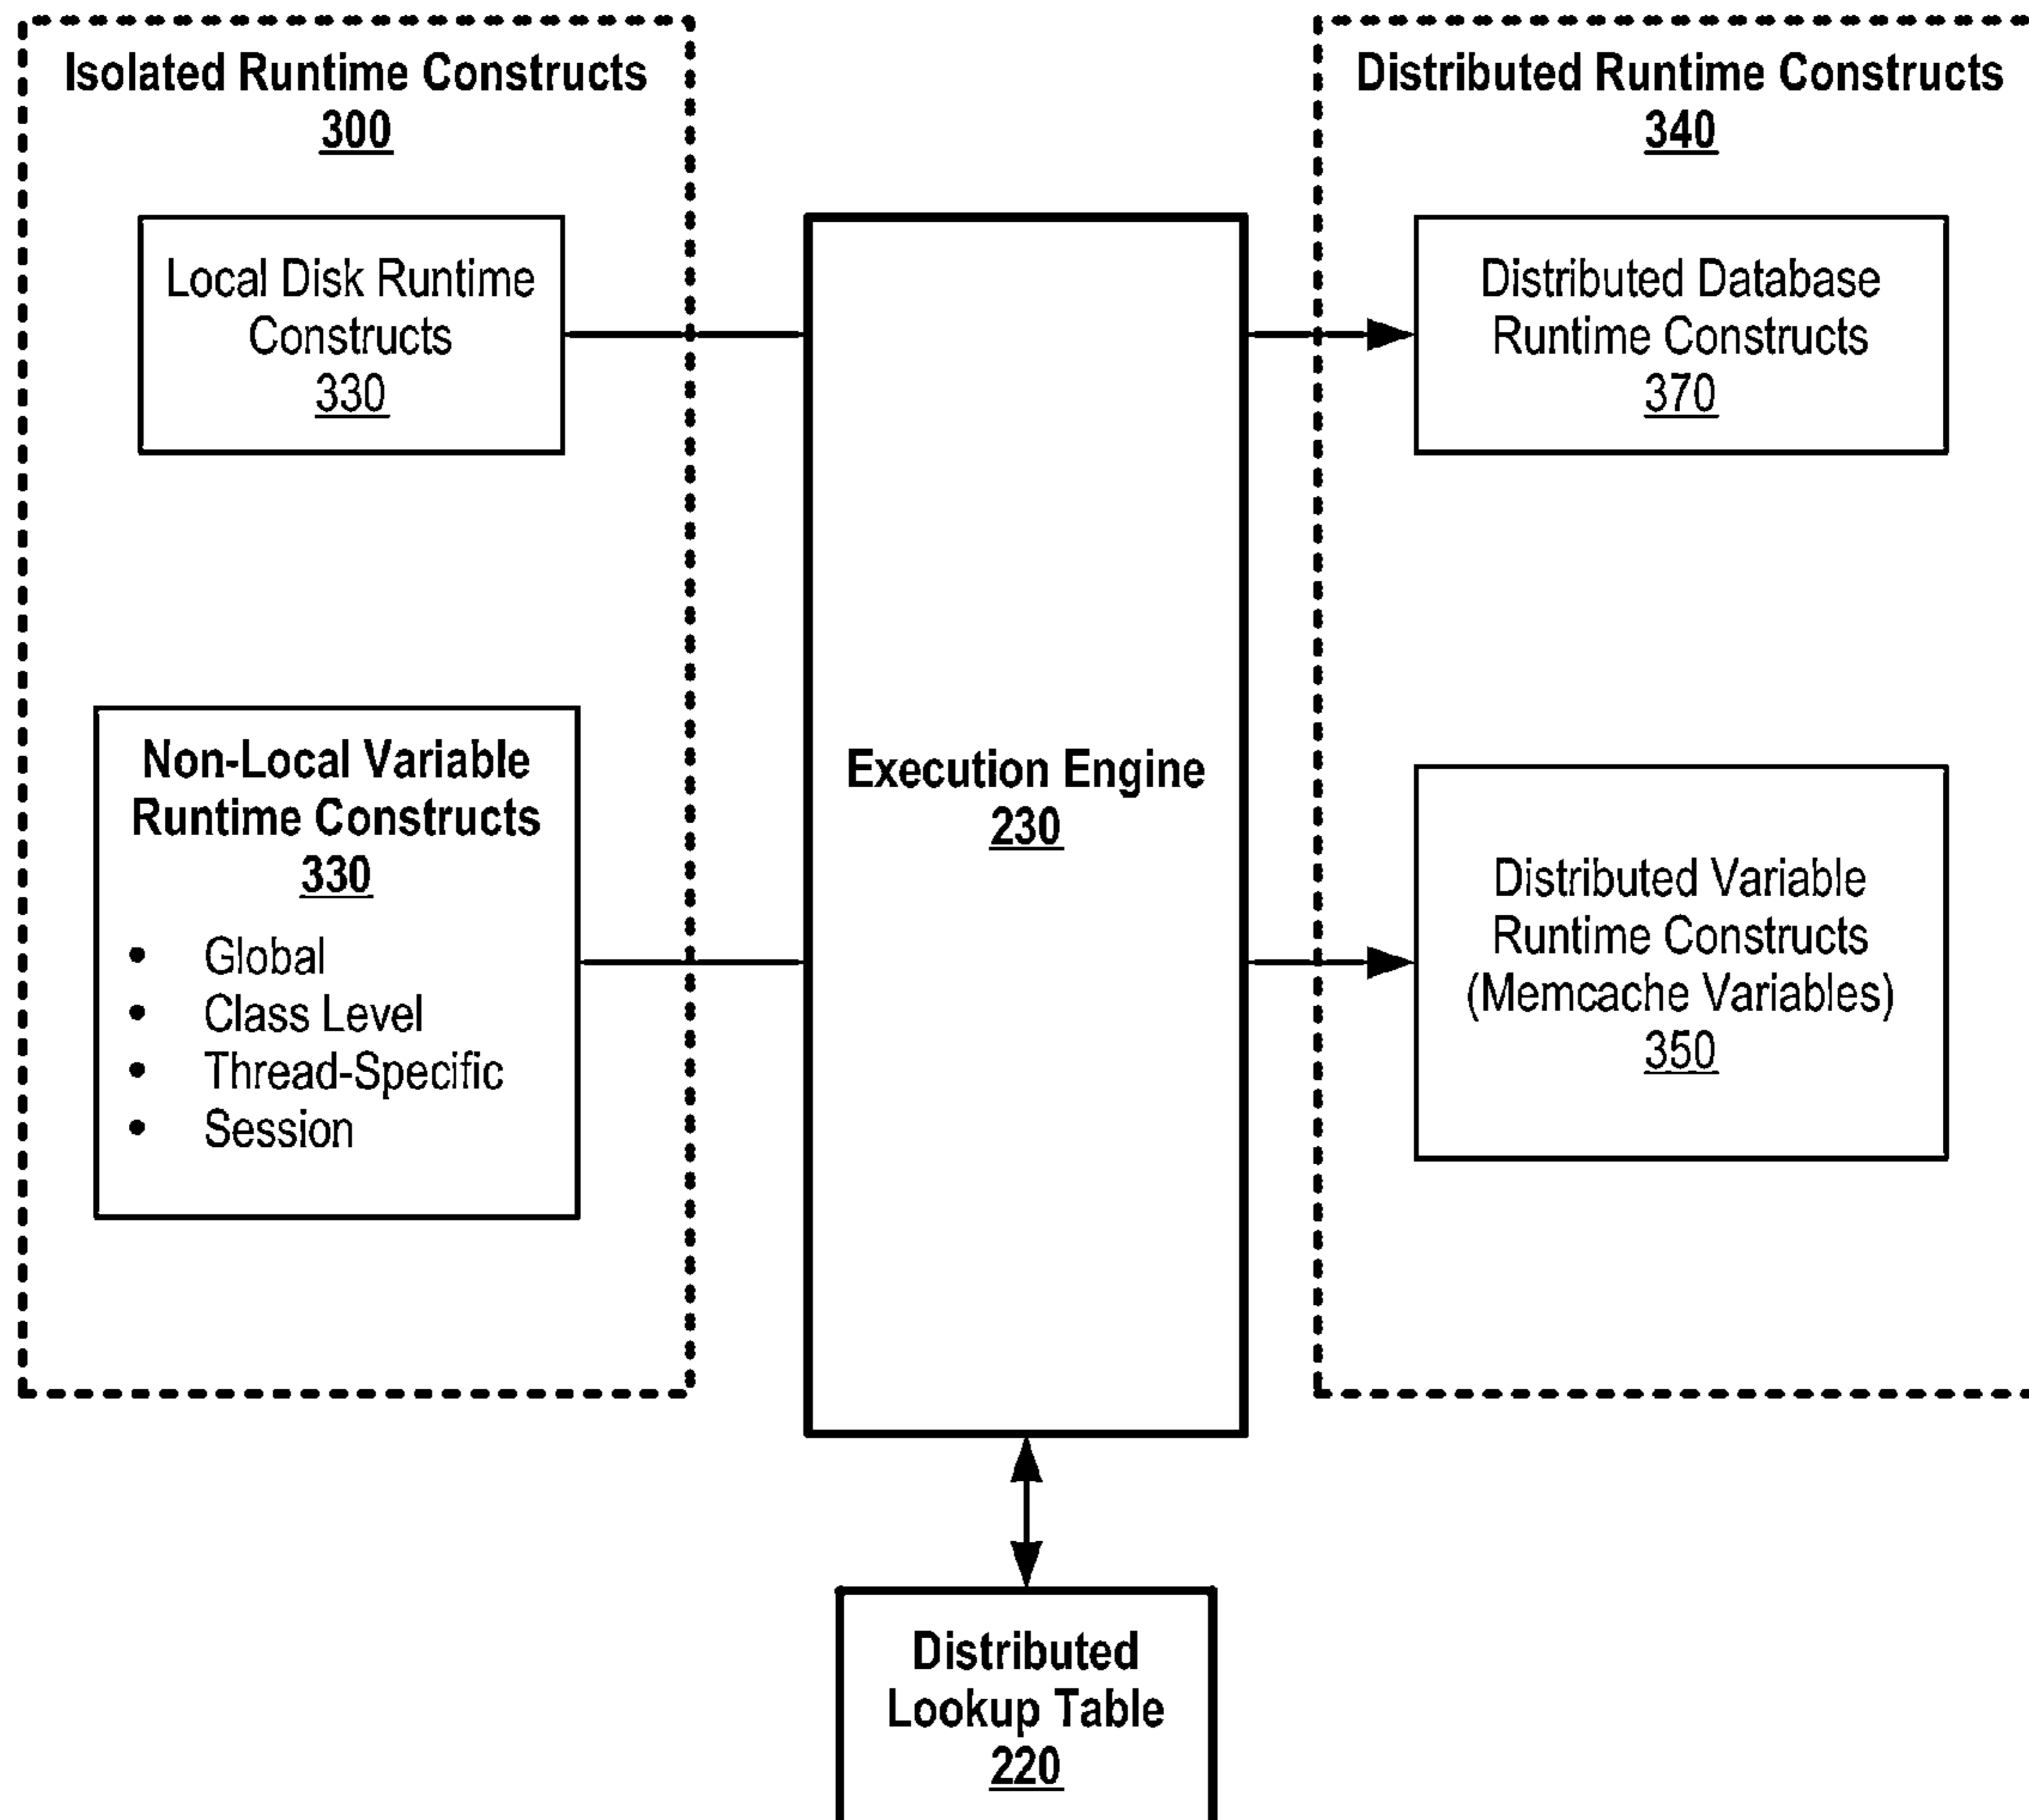 Isolated Runtime Constructs
300
Local Disk Runtime
Constructs
330
Non-Local Variable
Runtime Constructs
330
• Global
• Class Level
• Thread-Specific
• Session
Execution Engine
230
Distributed
Lookup Table
220
Distributed Runtime Constructs
340
Distributed Database
Runtime Constructs
370
Distributed Variable
Runtime Constructs
(Memcache Variables)
350